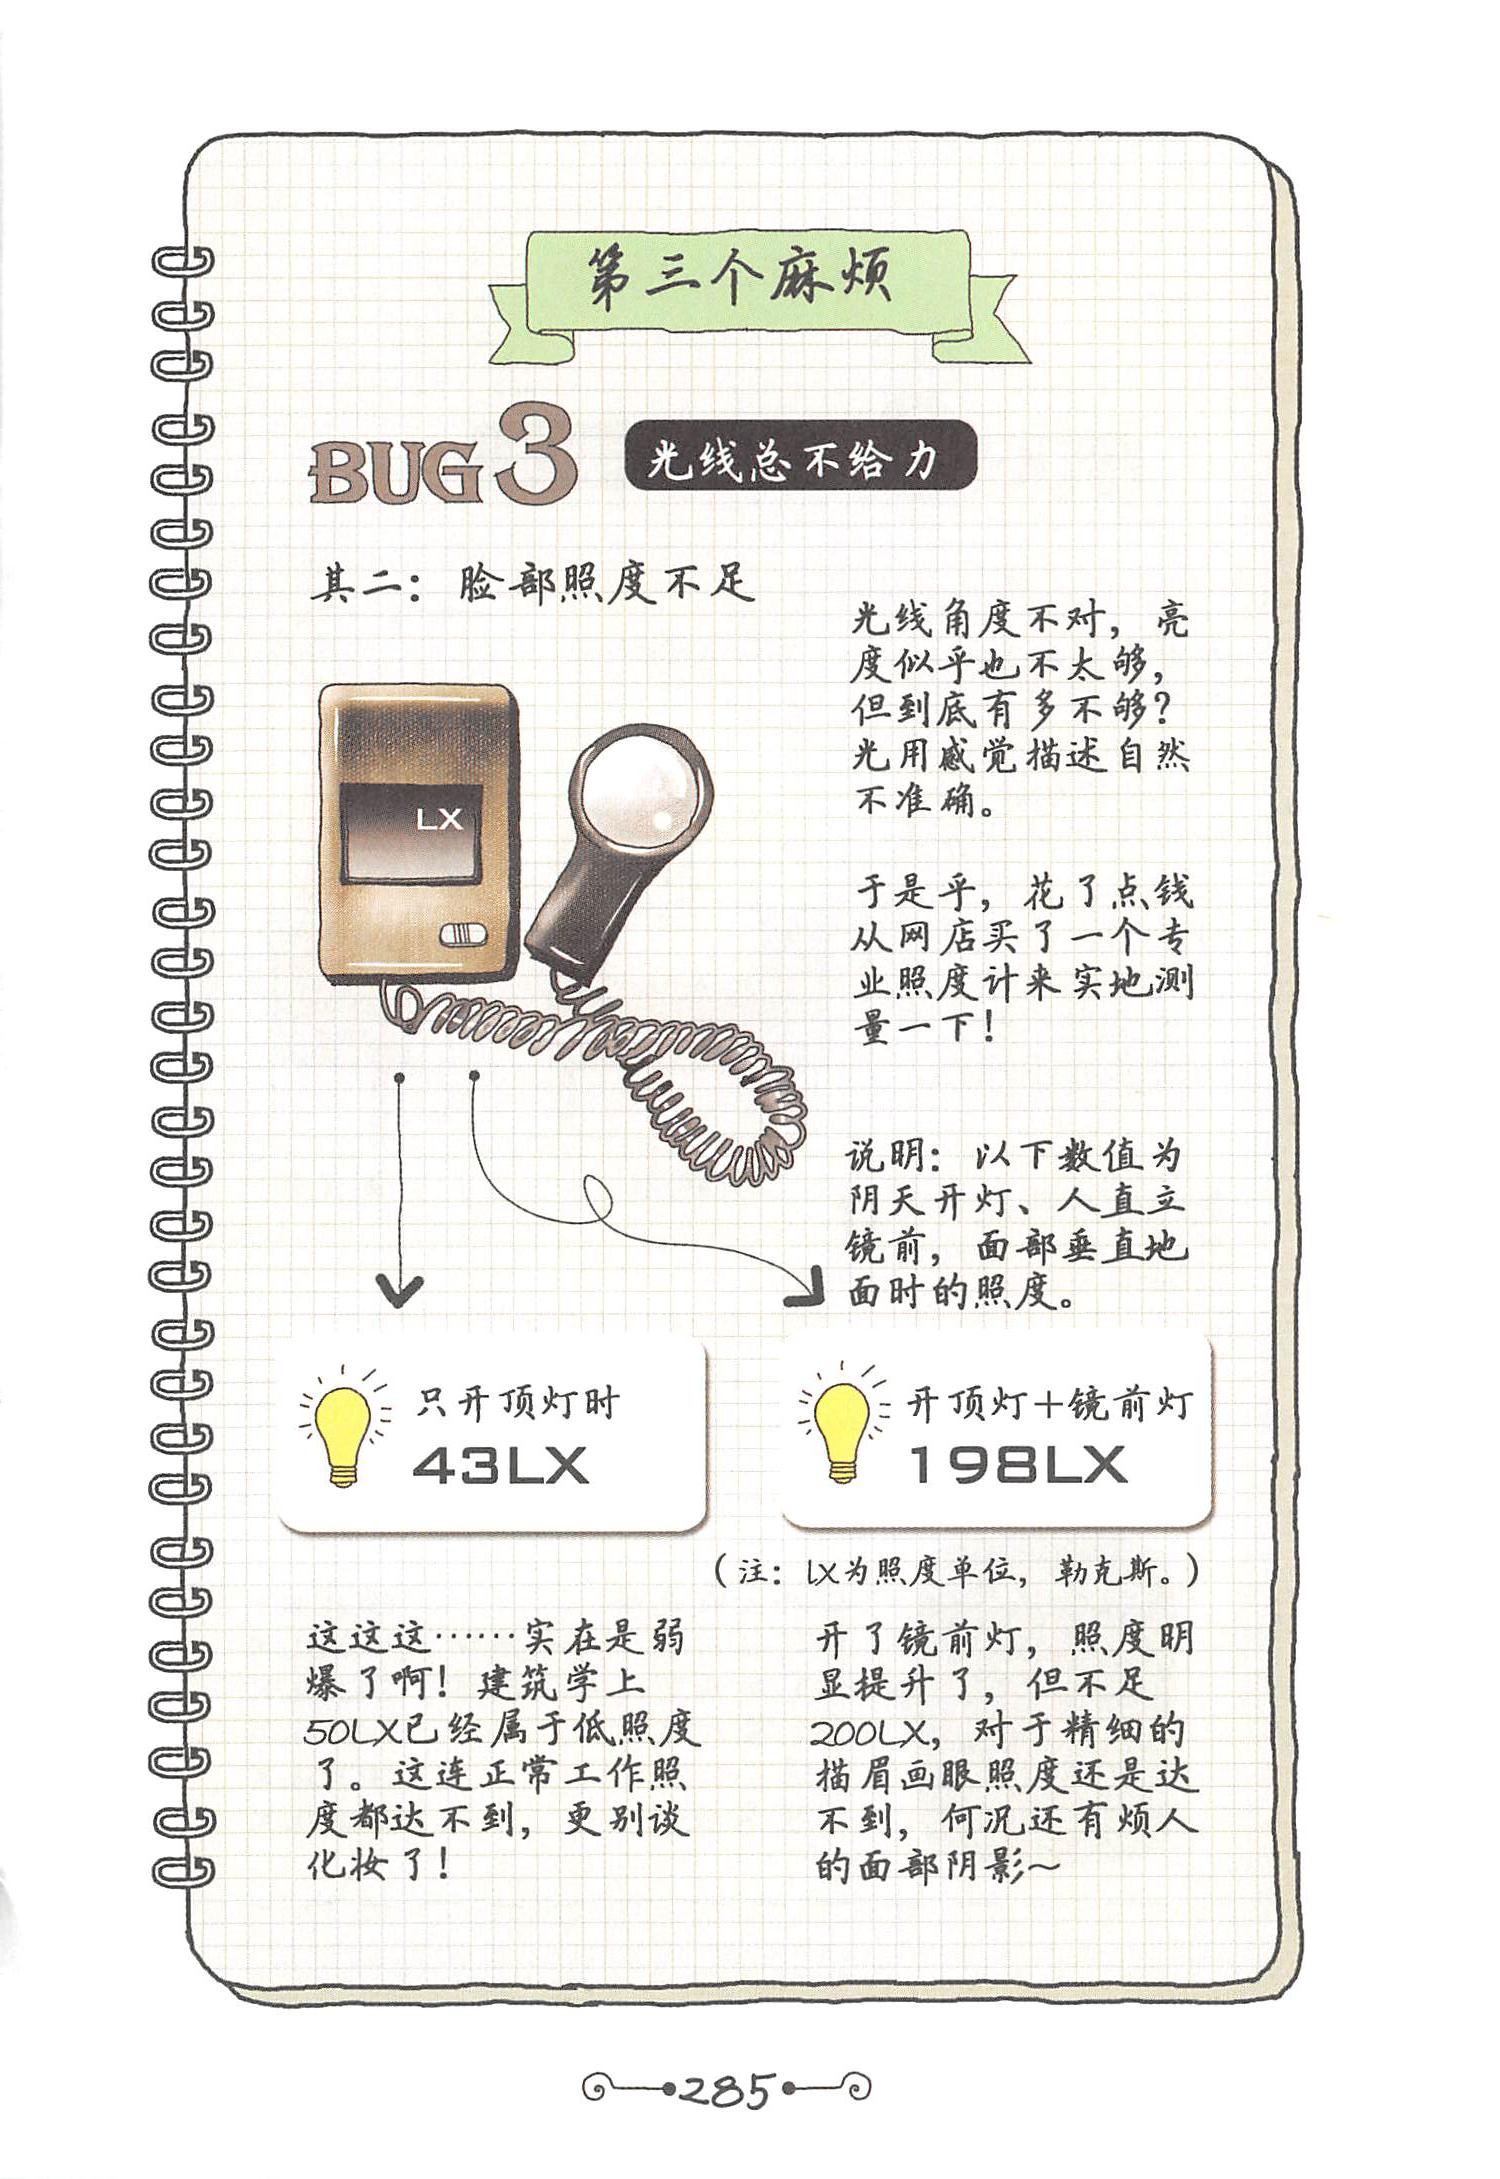 第三个麻烦
BUG3
光线总不给力
其二：脸部照度不足
光线角度不对，亮
度似乎也不太够，
但到底有多不够？
光用感觉描述自然
不准确。
于是乎，花了点钱
从网店买了一个专
业照度计来实地测
量一下！
LX
说明：以下数值为
阴天开灯、人直立
镜前，面部垂直地
面时的照度。
只开顶灯时
43LX
开顶灯＋镜前灯
198LX
（注：LX为照度单位，勒克斯。）
这这这……实在是弱
爆了啊！建筑学上
50LX已经属于低照度
了。这连正常工作照
度都达不到，更别谈
化妆了！
开了镜前灯，照度明
显提升了，但不足
200LX，对于精细的
描眉画眼照度还是达
不到，何况还有烦人
的面部阴影～
285